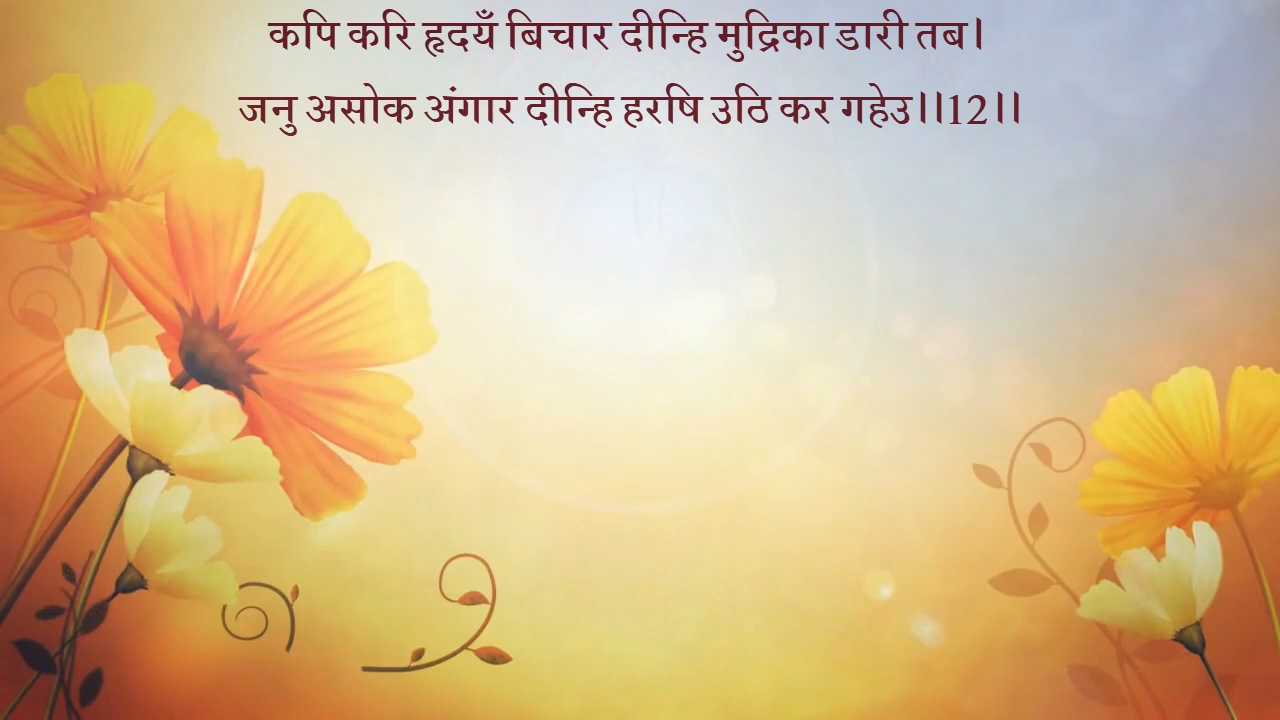 कपि करि हृदयँ बिचार दीन्हि मुद्रिका डारी तब।
जनु असोक अंगार दीन्हि हरषि उठि कर गहेउ।।12।।